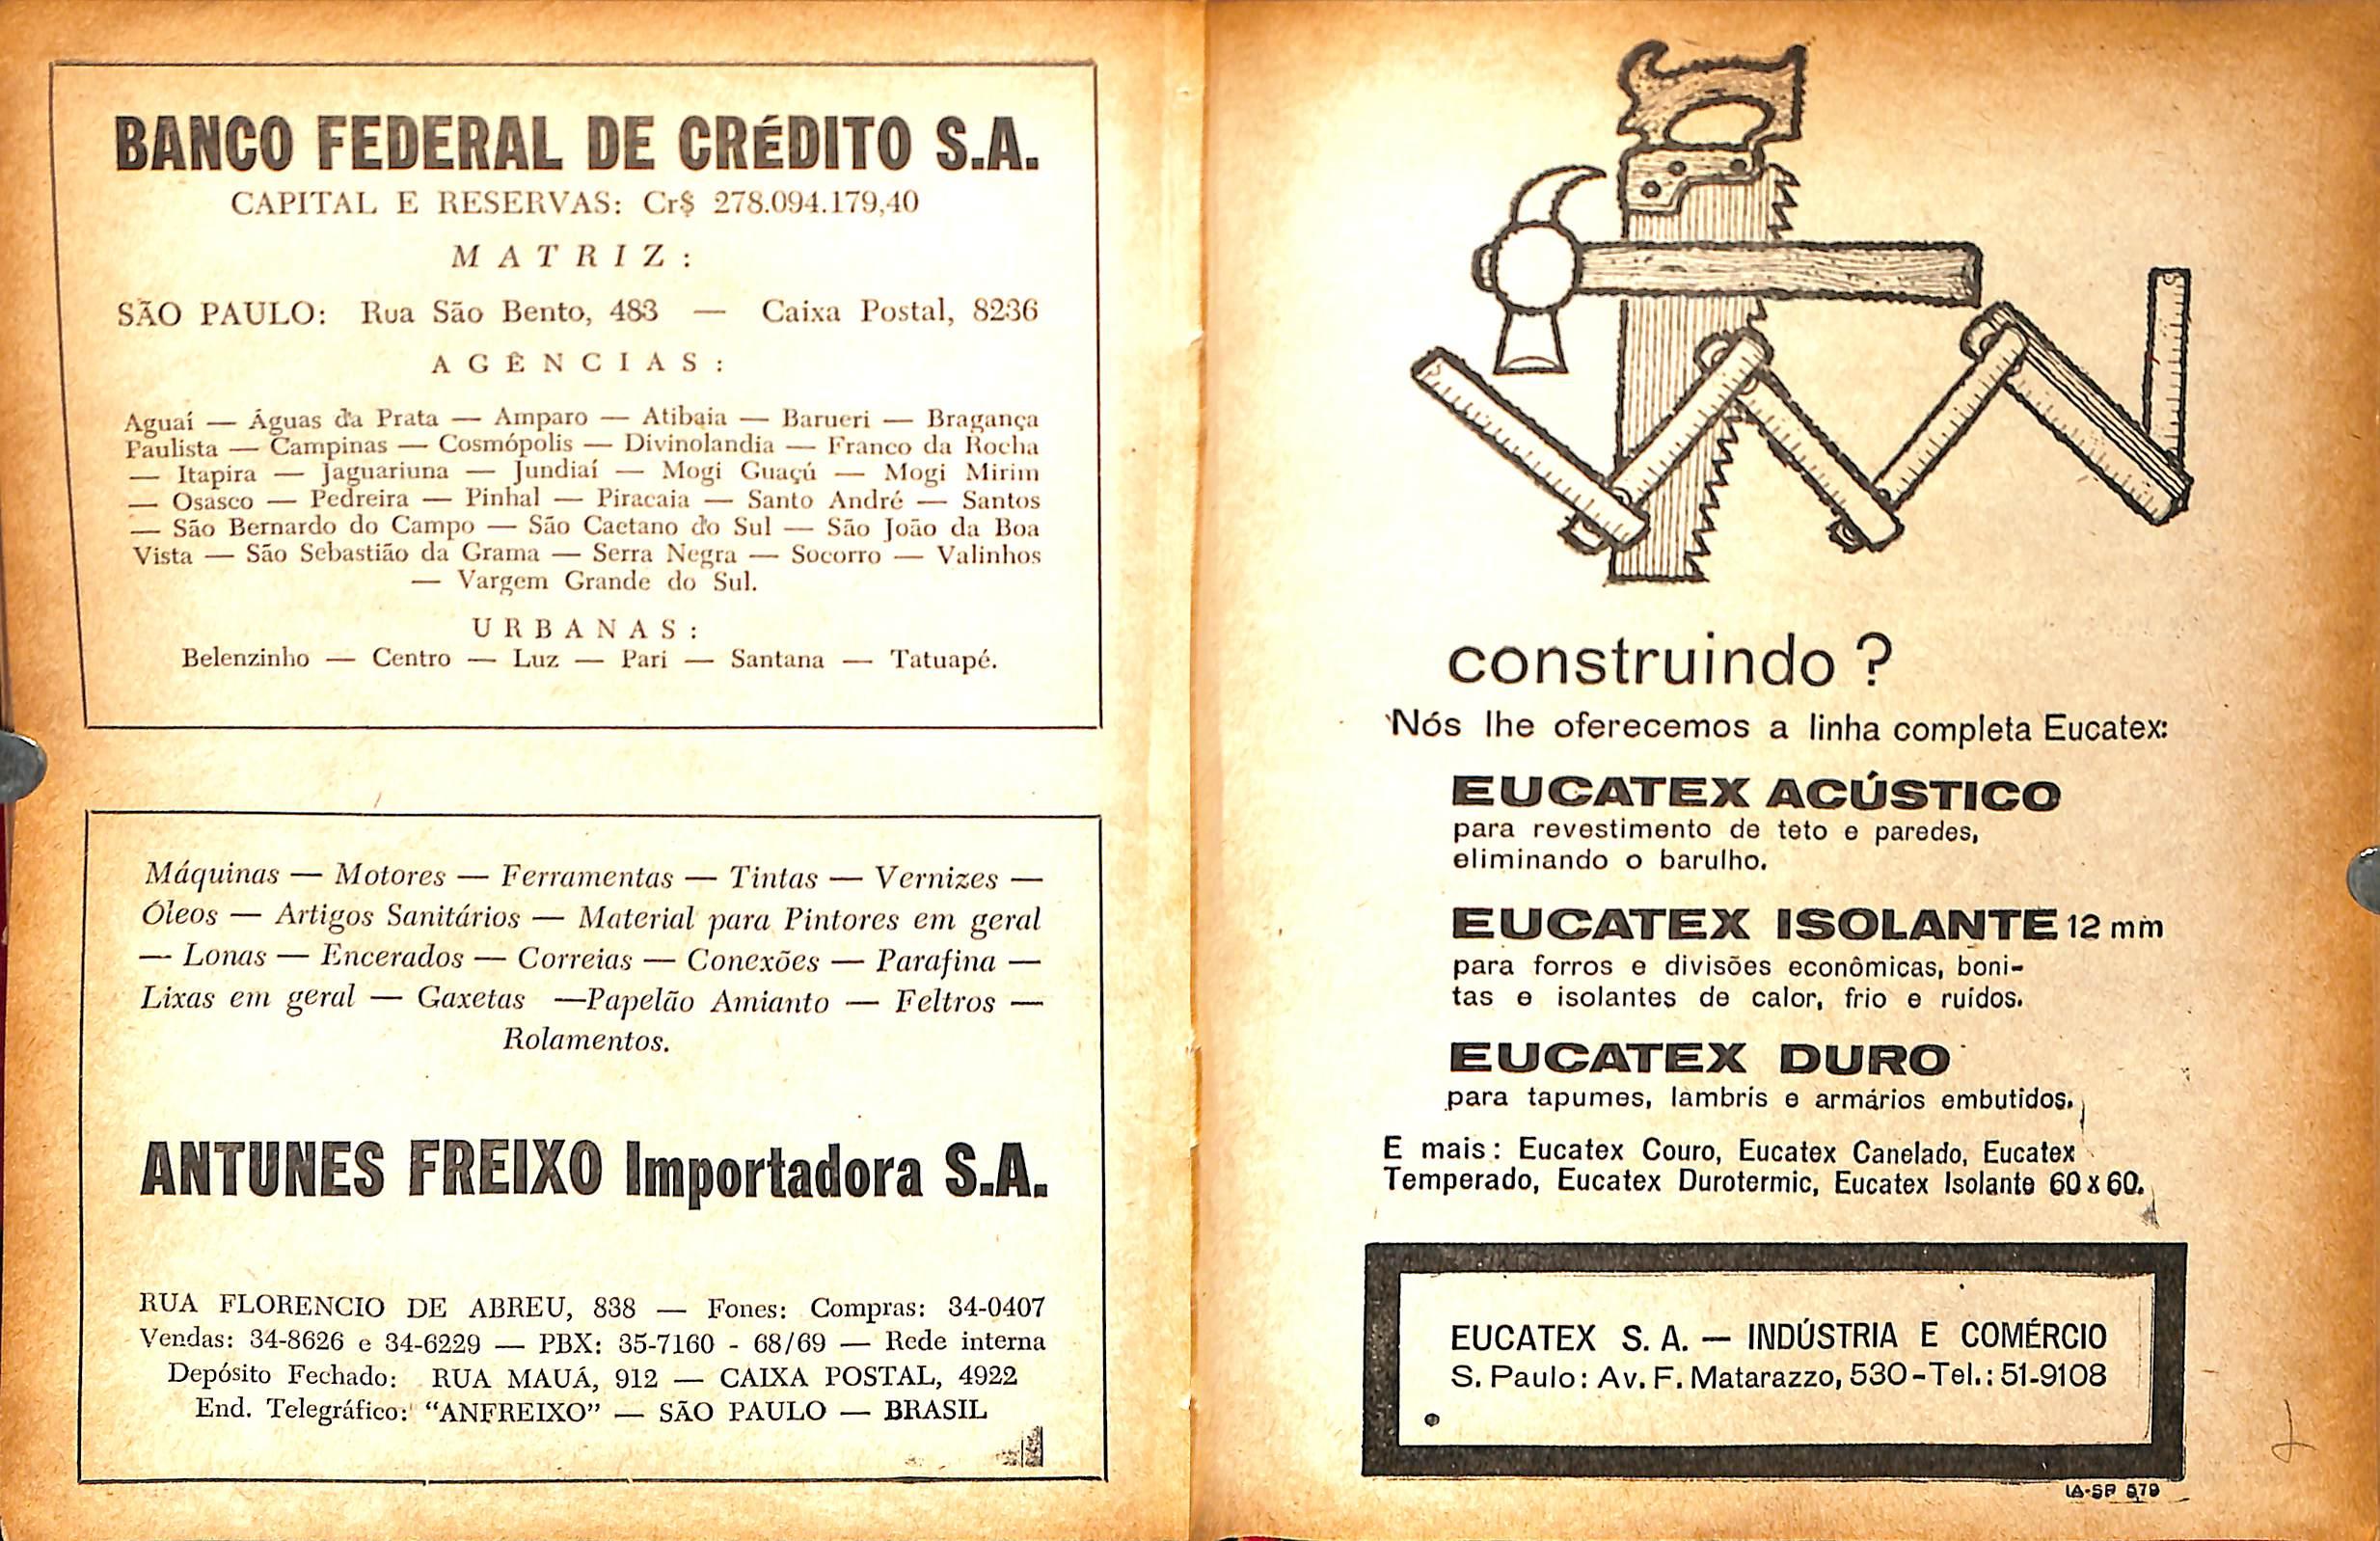 BANCO FEDERAL DE CRÉDITO S.A.
CAPITAL E RESERVAS: Cr$ 278.094.179,40
MATRIZ:
SÃO PAULO: Rua São Bento, 483 — Caixa Postal, 8236
AGÊNCIAS:
Aguaí — Águas da Prata — Amparo — Atibaia — Barueri — Bragança
Paulista — Campinas — Cosmópolis — Divinolandia — Franco da Rocha
— Itapira — Jaguariuna — Jundiaí — Mogi Guaçú — Mogi Mirim
— Osasco — Pedreira — Pinhal — Piracaia — Santo André — Santos
— São Bernardo do Campo — São Caetano do Sul — São João da Boa
Vista — São Sebastião da Grama — Serra Negra — Socorro — Valinhos
— Vargem Grande do Sul.
URBANAS:
Belenzinho — Centro — Luz — Pari — Santana — Tatuapé.
Máquinas — Motores — Ferramentas — Tintas — Vernizes —
Óleos — Artigos Sanitários — Material para Pintores em geral
— Lonas — Encerados — Correias — Conexões — Parafina —
Lixas em geral — Gaxetas —Papelão Amianto — Feltros —
Rolamentos.
ANTUNES FREIXO Importadora S.A.
RUA FLORENCIO DE ABREU, 838 — Fones: Compras: 34-0407
Vendas: 34-8626 e 34-6229 — PBX: 35-7160 - 68/69 — Rede interna
Depósito Fechado: RUA MAUÁ, 912 — CAIXA POSTAL, 4922
End. Telegráfico: “ANFREIXO” — SÃO PAULO — BRASIL
construindo ?
Nós lhe oferecemos a linha completa Eucatex:
EUCATEX ACÚSTICO
para revestimento de teto e paredes,
eliminando o barulho.
EUCATEX ISOLANTE 12 mm
para forros e divisões econômicas, boni-
tas e isolantes de calor, frio e ruídos.
EUCATEX DURO
para tapumes, lambris e armários embutidos.
E mais: Eucatex Couro, Eucatex Canelado, Eucatex
Temperado, Eucatex Durotermic, Eucatex Isolante 60 x 60.
EUCATEX S. A. — INDÚSTRIA E COMÉRCIO
S. Paulo: Av. F. Matarazzo, 530 - Tel.: 51-9108